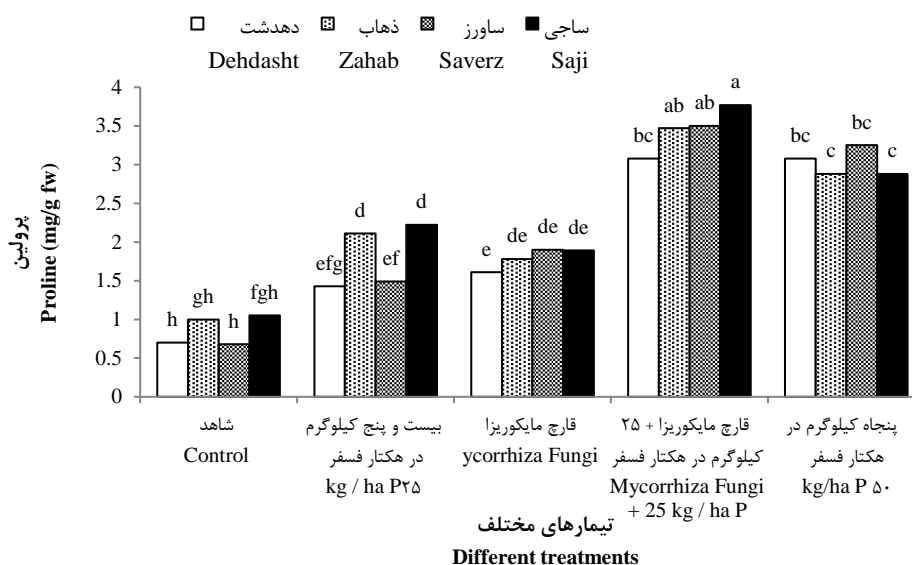 دهدشت ذهاب ساورز ساجی
Dehdasht Zahab Saverz Saji
پرولین
Proline (mg/g fw)
4
3.5
3
2.5
2
1.5
1
0.5
0
h gh h fgh
efg d ef d
e de de de
bc ab ab a
bc c bc c
شاهد
Control
بیست و پنج کیلوگرم
در هکتار فسفر
kg / ha P۲۵
قارچ مایکوریزا
ycorrhiza Fungi
قارچ مایکوریزا + ۲۵
کیلوگرم در هکتار فسفر
Mycorrhiza Fungi
+ 25 kg / ha P
پنجاه کیلوگرم در
هکتار فسفر
kg/ha P ۵۰
تیمارهای مختلف
Different treatments